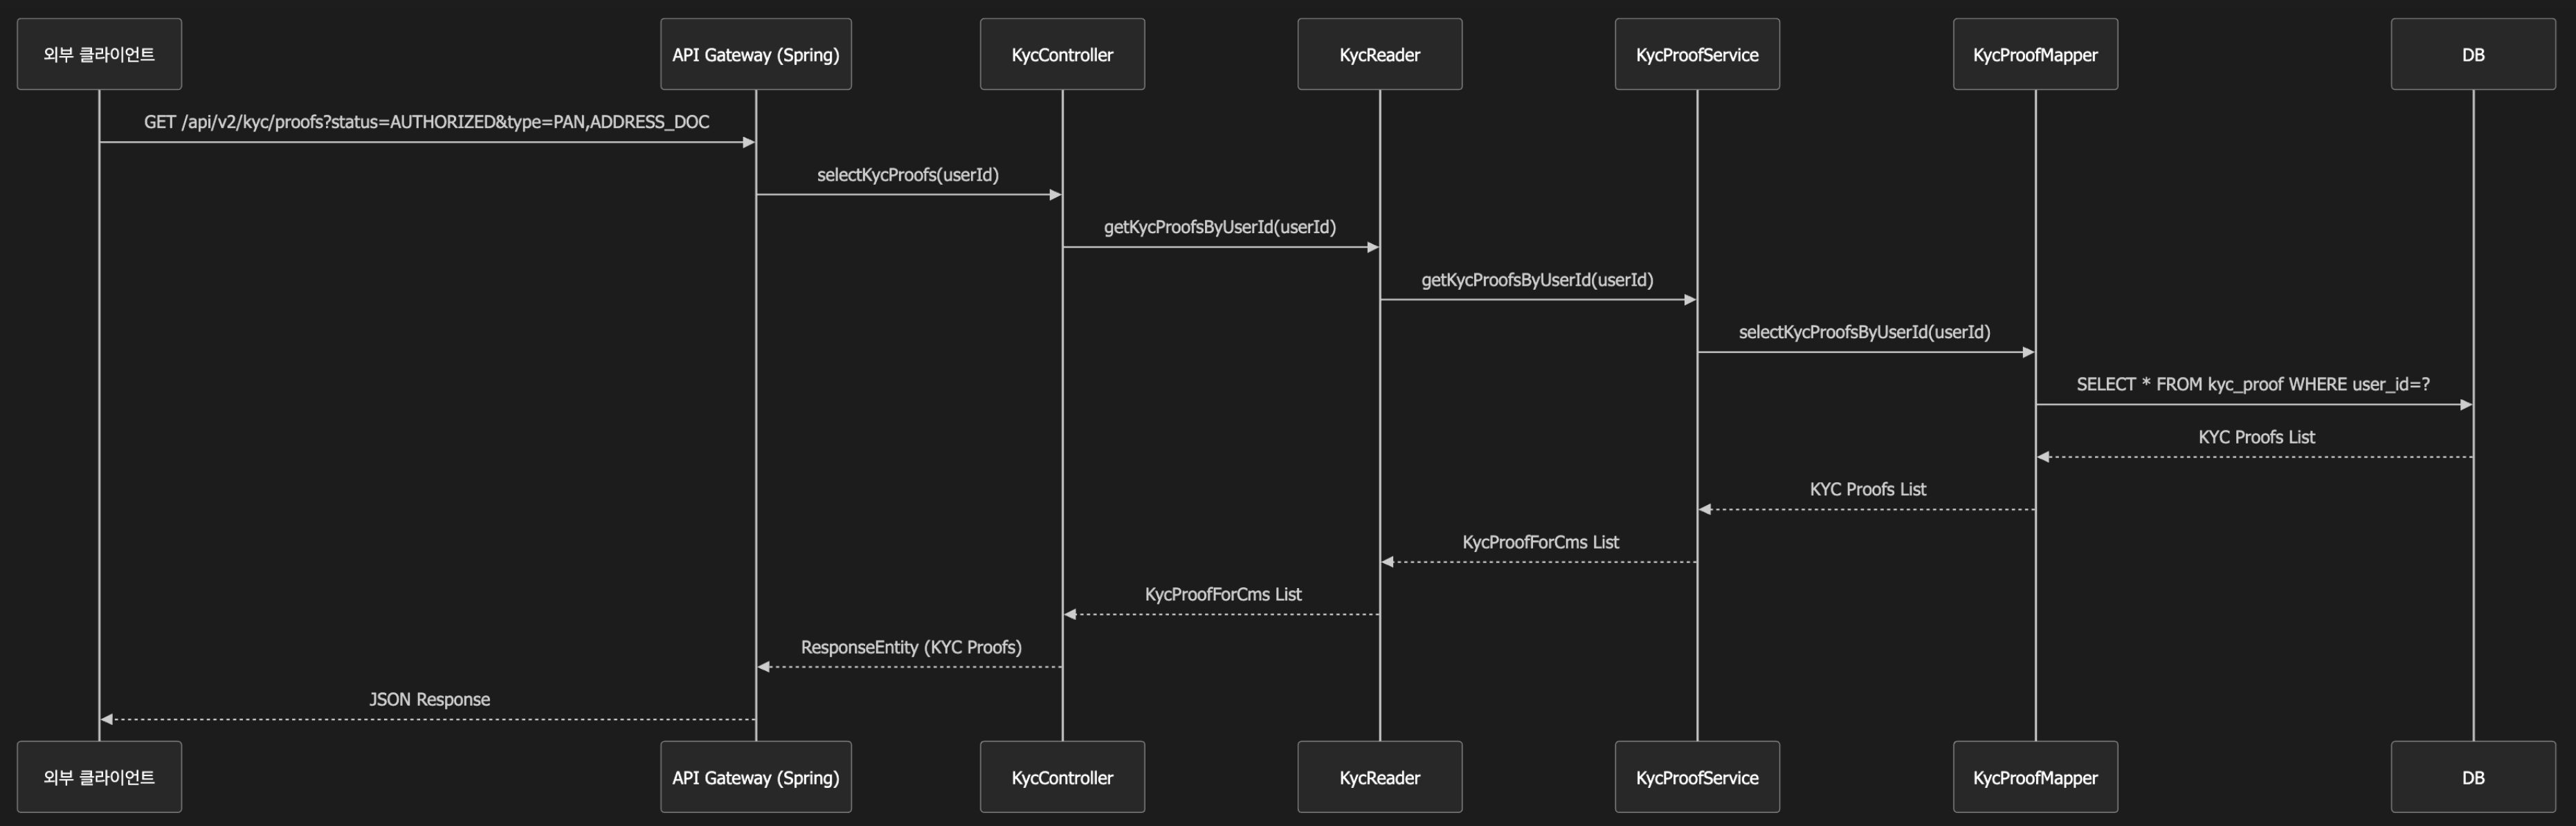 외부 클라이언트
API Gateway (Spring)
KycController
KycReader
KycProofService
KycProofMapper
DB
GET /api/v2/kyc/proofs?status=AUTHORIZED&type=PAN,ADDRESS_DOC
selectKycProofs(userId)
getKycProofsByUserId(userId)
getKycProofsByUserId(userId)
selectKycProofsByUserId(userId)
SELECT * FROM kyc_proof WHERE user_id=?
KYC Proofs List
KYC Proofs List
KycProofForCms List
KycProofForCms List
ResponseEntity (KYC Proofs)
JSON Response
외부 클라이언트
API Gateway (Spring)
KycController
KycReader
KycProofService
KycProofMapper
DB